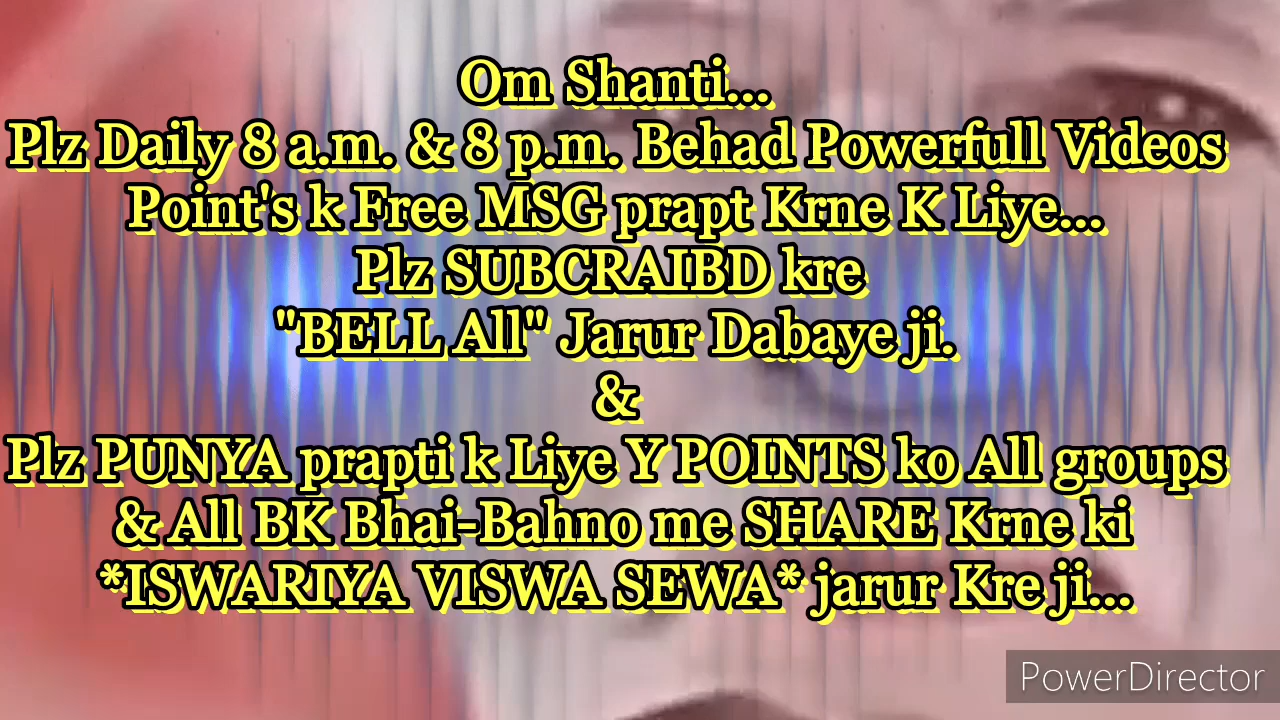 Om Shanti...
Plz Daily 8 a.m. & 8 p.m. Behad Powerfull Videos
Point's k Free MSG prapt Krne K Liye...
Plz SUBCRAIBD kre
"BELL All" Jarur Dabaye ji.
&
Plz PUNYA prapti k Liye Y POINTS ko All groups
& All BK Bhai-Bahno me SHARE Krne ki
*ISWARIYA VISWA SEWA* jarur Kre ji...
PowerDirector